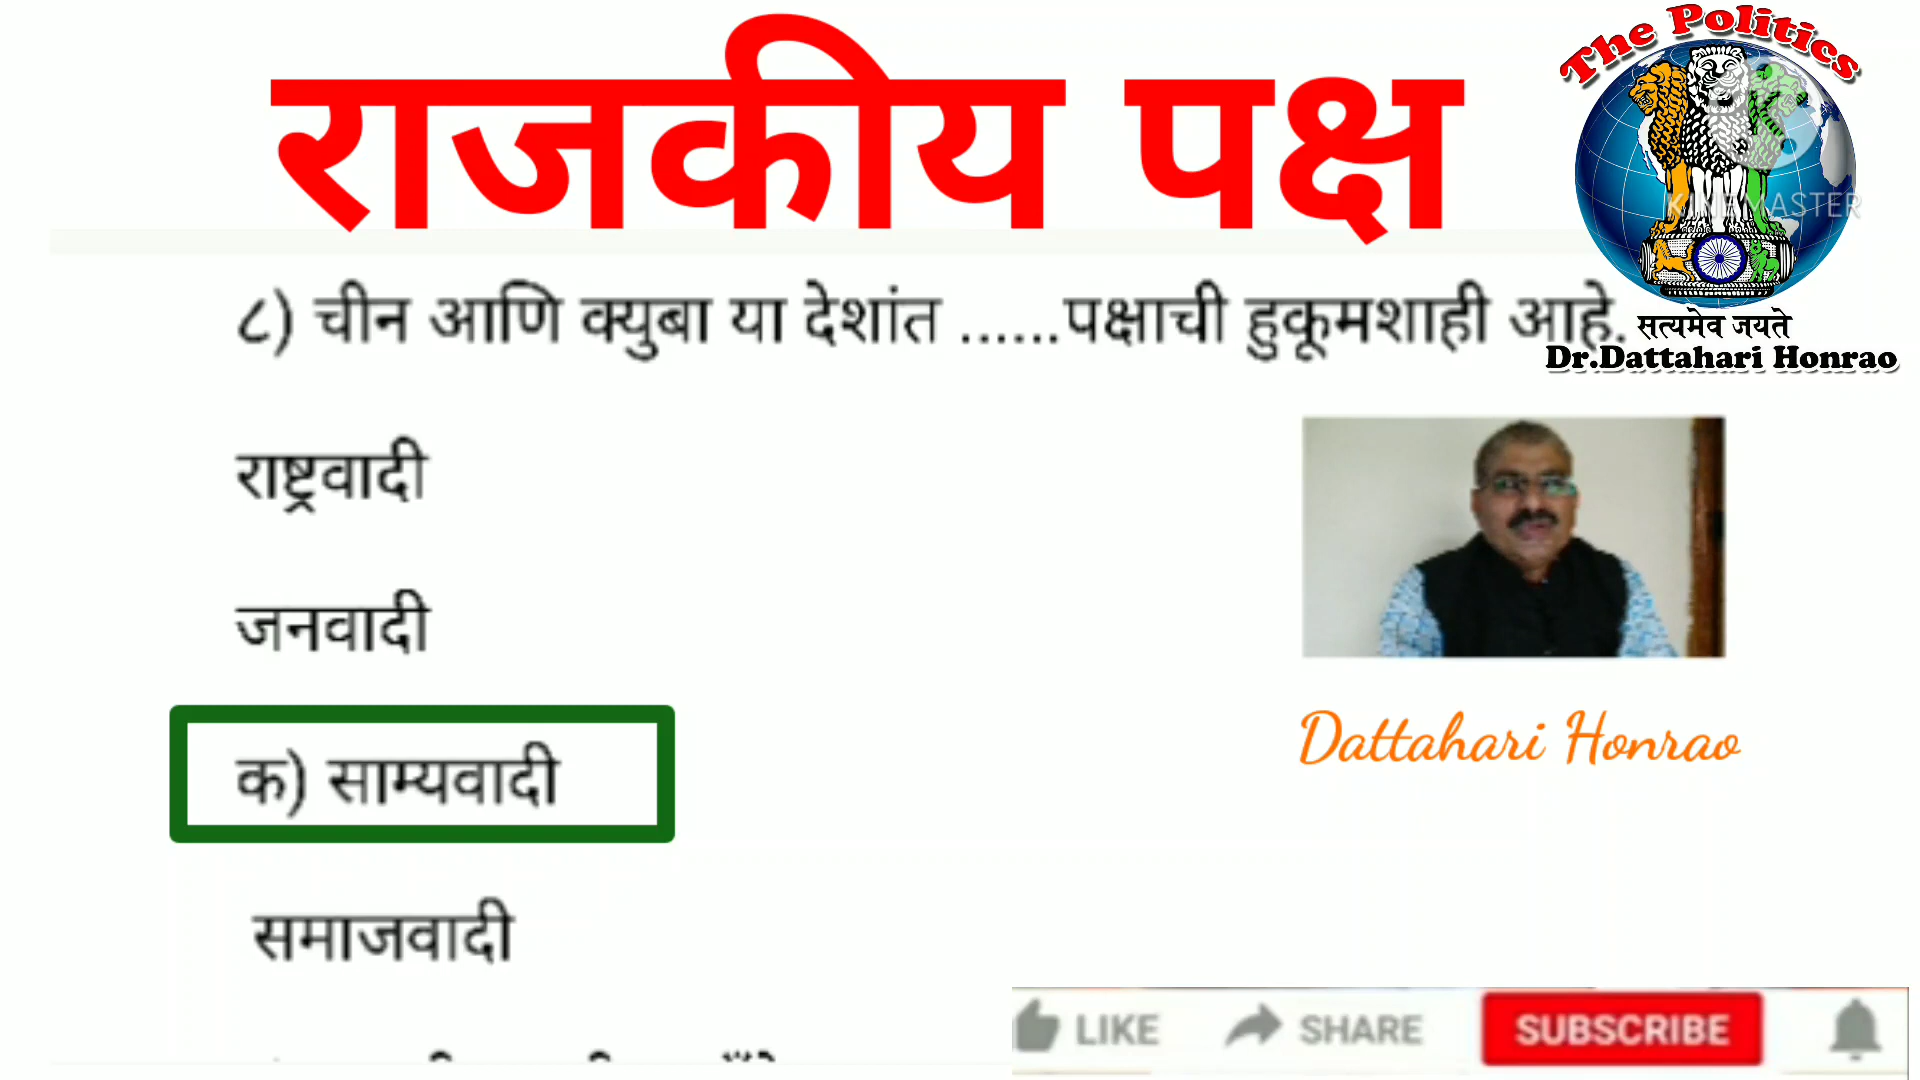 राजकीय पक्ष
The Politics
KINEMASTER
८) चीन आणि क्युबा या देशांत ......पक्षाची हुकूमशाही आहे.
सत्यमेव जयते
Dr.Dattahari Honrao
राष्ट्रवादी
जनवादी
Dattahari Honrao
क) साम्यवादी
समाजवादी
LIKE SHARE SUBSCRIBE